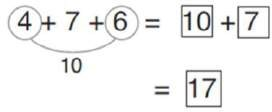 4 + 7 + 6 = 10 + 7
10
= 17